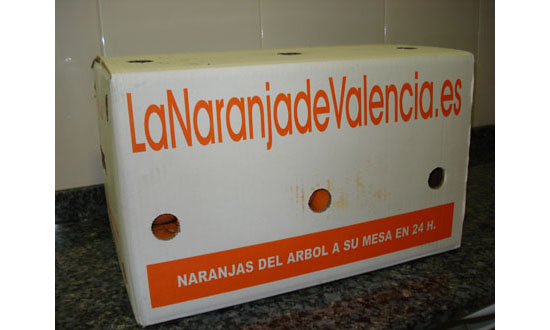 LaNaranjadeValencia.es
NARANJAS DEL ARBOL A SU MESA EN 24 H.